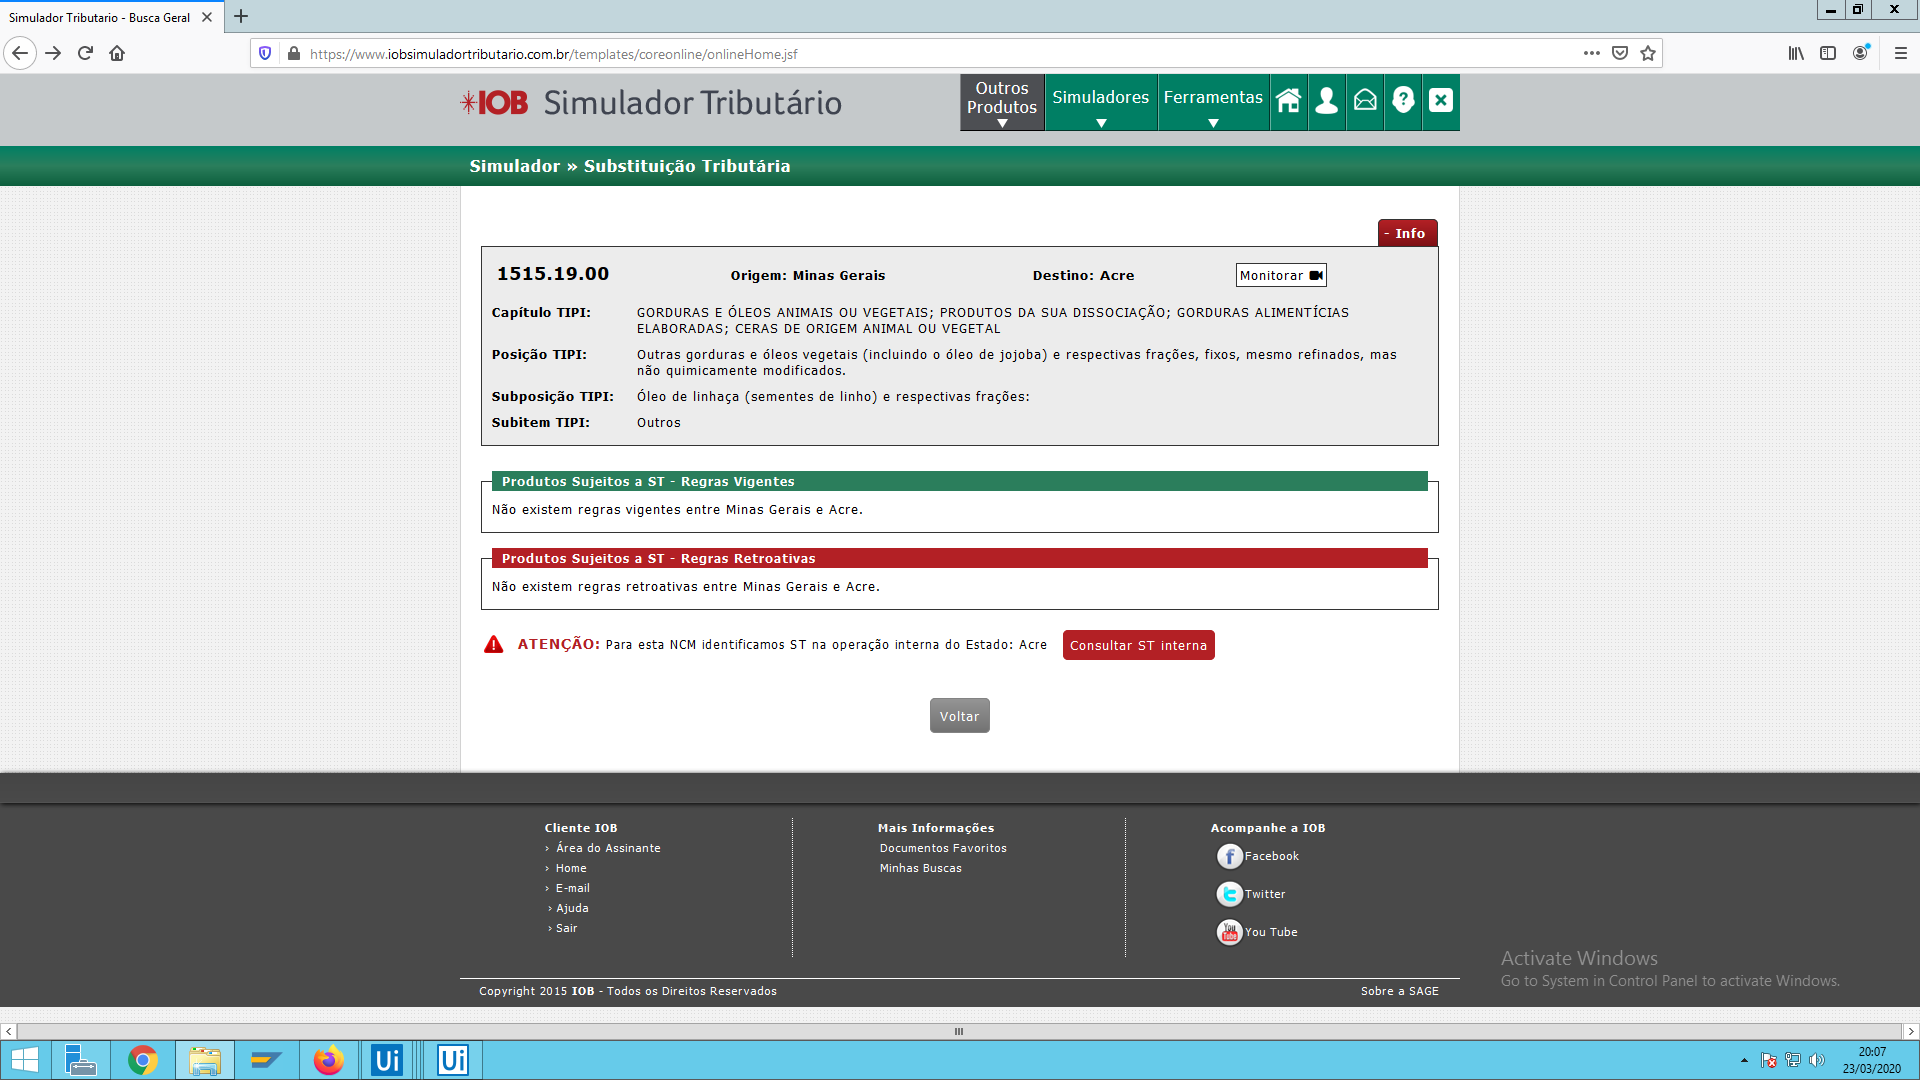 Simulador Tributario - Busca Geral
https://www.iobsimuladortributario.com.br/templates/coreonline/onlineHome.jsf
IOB Simulador Tributário
Outros Produtos
Simuladores
Ferramentas
Simulador » Substituição Tributária
- Info
1515.19.00
Origem: Minas Gerais
Destino: Acre
Monitorar
Capítulo TIPI: GORDURAS E ÓLEOS ANIMAIS OU VEGETAIS; PRODUTOS DA SUA DISSOCIAÇÃO; GORDURAS ALIMENTÍCIAS
ELABORADAS; CERAS DE ORIGEM ANIMAL OU VEGETAL
Posição TIPI: Outras gorduras e óleos vegetais (incluindo o óleo de jojoba) e respectivas frações, fixos, mesmo refinados, mas
não quimicamente modificados.
Subposição TIPI: Óleo de linhaça (sementes de linho) e respectivas frações:
Subitem TIPI: Outros
Produtos Sujeitos a ST - Regras Vigentes
Não existem regras vigentes entre Minas Gerais e Acre.
Produtos Sujeitos a ST - Regras Retroativas
Não existem regras retroativas entre Minas Gerais e Acre.
ATENÇÃO: Para esta NCM identificamos ST na operação interna do Estado: Acre
Consultar ST interna
Voltar
Cliente IOB
› Área do Assinante
› Home
› E-mail
› Ajuda
› Sair
Mais Informações
Documentos Favoritos
Minhas Buscas
Acompanhe a IOB
Facebook
Twitter
You Tube
Activate Windows
Go to System in Control Panel to activate Windows.
Copyright 2015 IOB - Todos os Direitos Reservados
Sobre a SAGE
Ui
Ui
20:07
23/03/2020